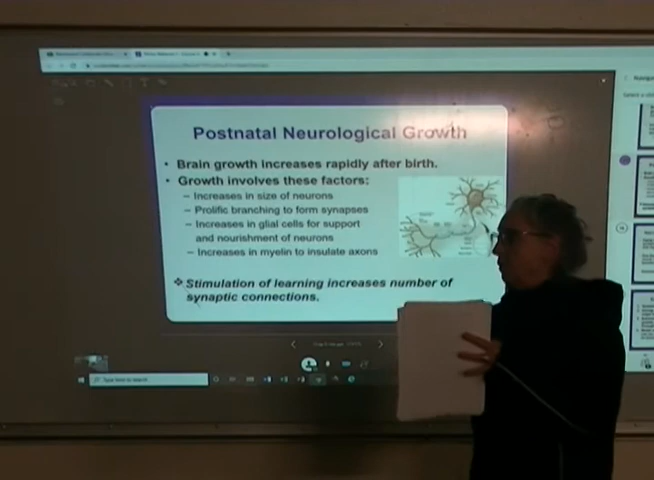 Postnatal Neurological Growth
• Brain growth increases rapidly after birth.
• Growth involves these factors:
– Increases in size of neurons
– Prolific branching to form synapses
– Increases in glial cells for support
and nourishment of neurons
– Increases in myelin to insulate axons
❖ Stimulation of learning increases number of
synaptic connections.
Type here to search